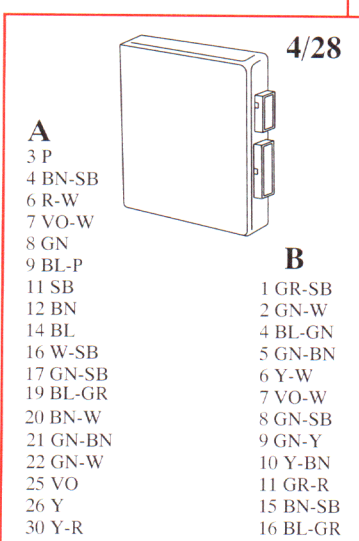 4/28
A
3 P
4 BN-SB
6 R-W
7 VO-W
8 GN
9 BL-P
11 SB
12 BN
14 BL
16 W-SB
17 GN-SB
19 BL-GR
20 BN-W
21 GN-BN
22 GN-W
25 VO
26 Y
30 Y-R
B
1 GR-SB
2 GN-W
4 BL-GN
5 GN-BN
6 Y-W
7 VO-W
8 GN-SB
9 GN-Y
10 Y-BN
11 GR-R
15 BN-SB
16 BL-GR